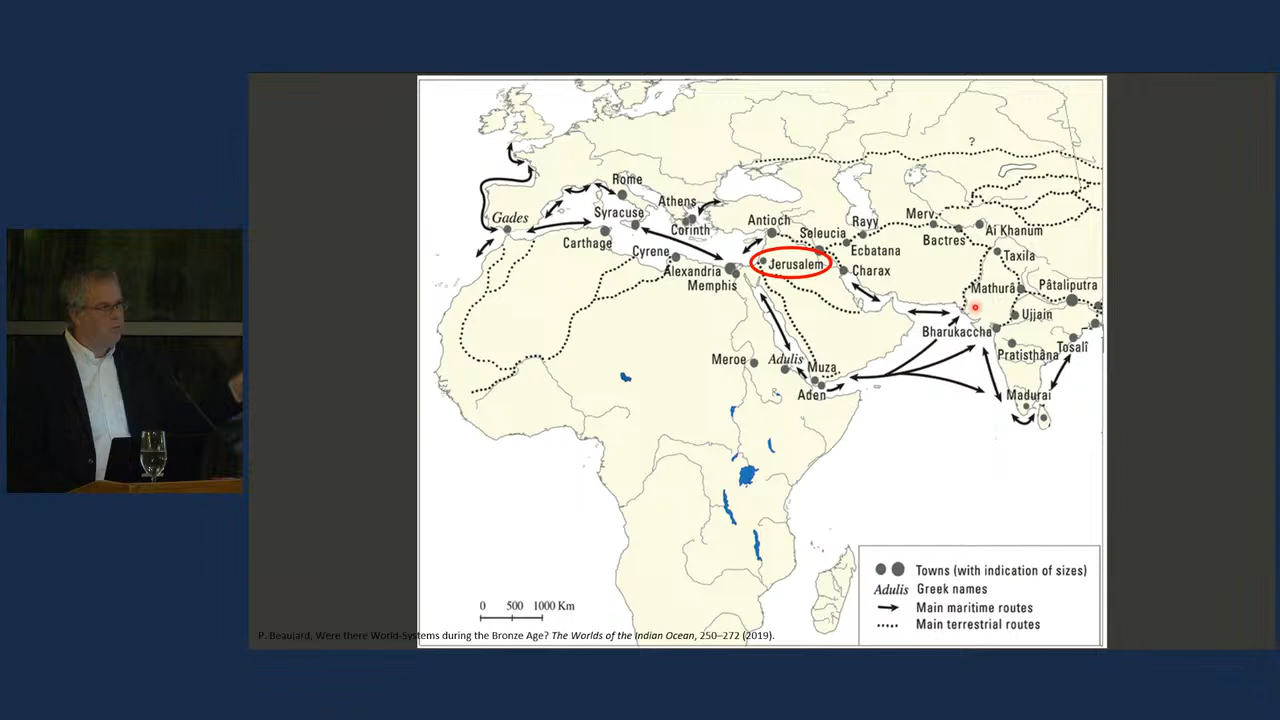 ?
Rome
Athens
Gades
Syracuse
Corinth
Carthage
Cyrene
Alexandria
Memphis
Antioch
Seleucia
Rayy
Merv
Ecbatana
Bactres
Aï Khanum
Taxila
Jerusalem
Charax
Mathurâ
Pâtaliputra
Bharukaccha
Ujjain
Pratisthâna
Tosalî
Meroe
Adulis
Muza
Aden
Madurai
?
Towns (with indication of sizes)
Adulis Greek names
Main maritime routes
Main terrestrial routes
0 500 1000 Km
P. Beaujard, Were there World-Systems during the Bronze Age? The Worlds of the Indian Ocean, 250–272 (2019).